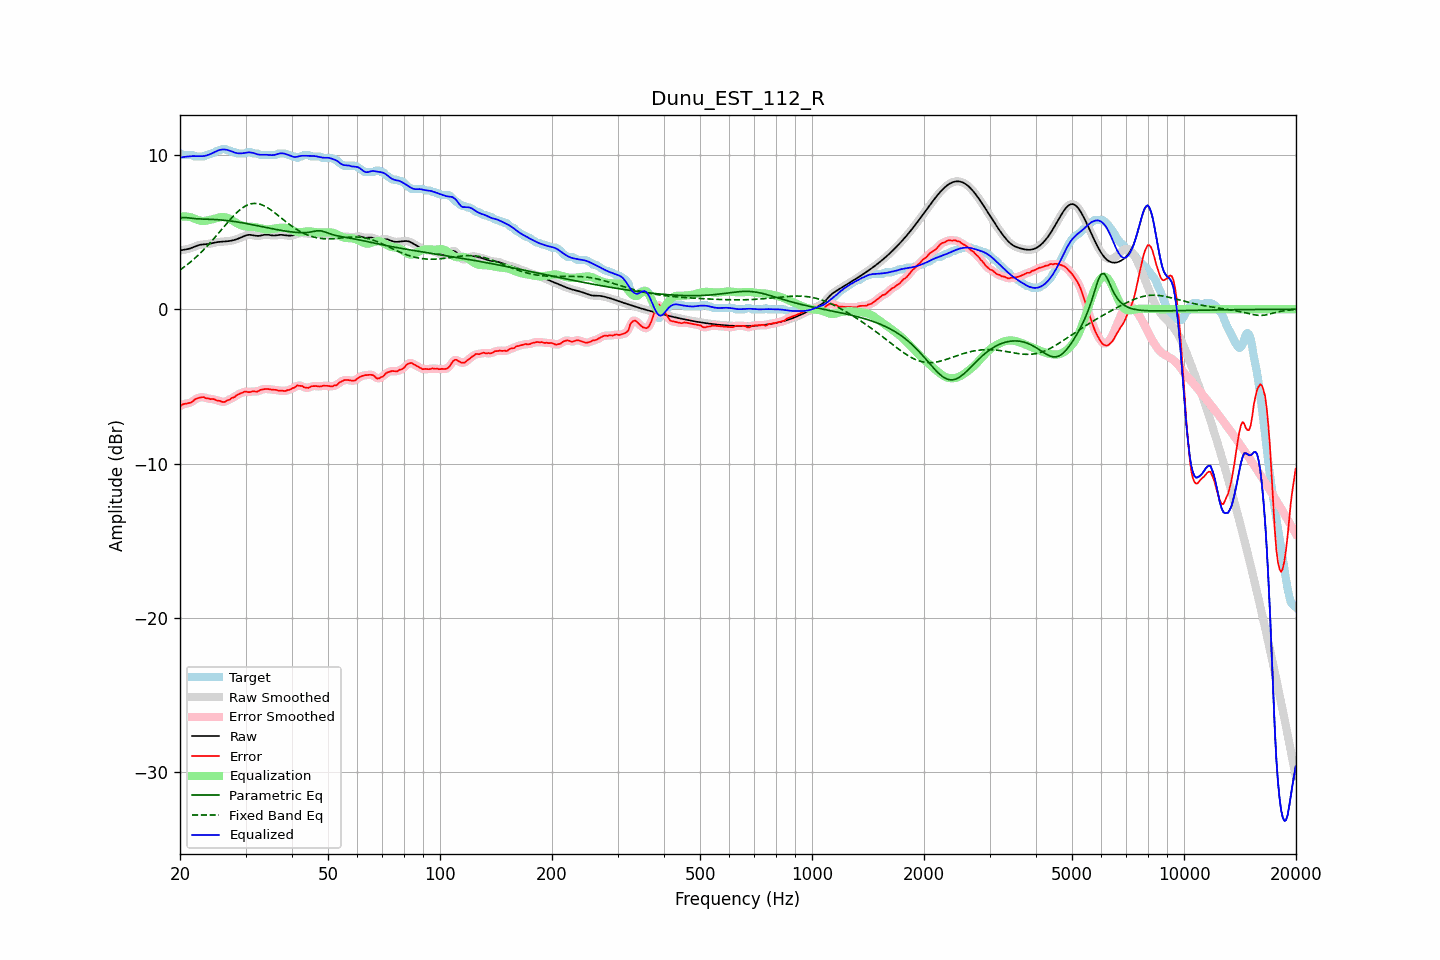 Dunu_EST_112_R
10
0
−10
−20
−30
Amplitude (dBr)
Target
Raw Smoothed
Error Smoothed
Raw
Error
Equalization
Parametric Eq
Fixed Band Eq
Equalized
20 50 100 200 500 1000 2000 5000 10000 20000
Frequency (Hz)